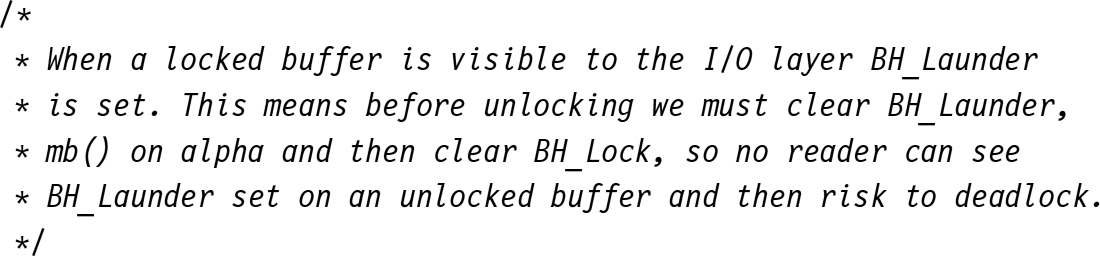 /*
* When a locked buffer is visible to the I/O layer BH_Launder
* is set. This means before unlocking we must clear BH_Launder,
* mb() on alpha and then clear BH_Lock, so no reader can see
* BH_Launder set on an unlocked buffer and then risk to deadlock.
*/